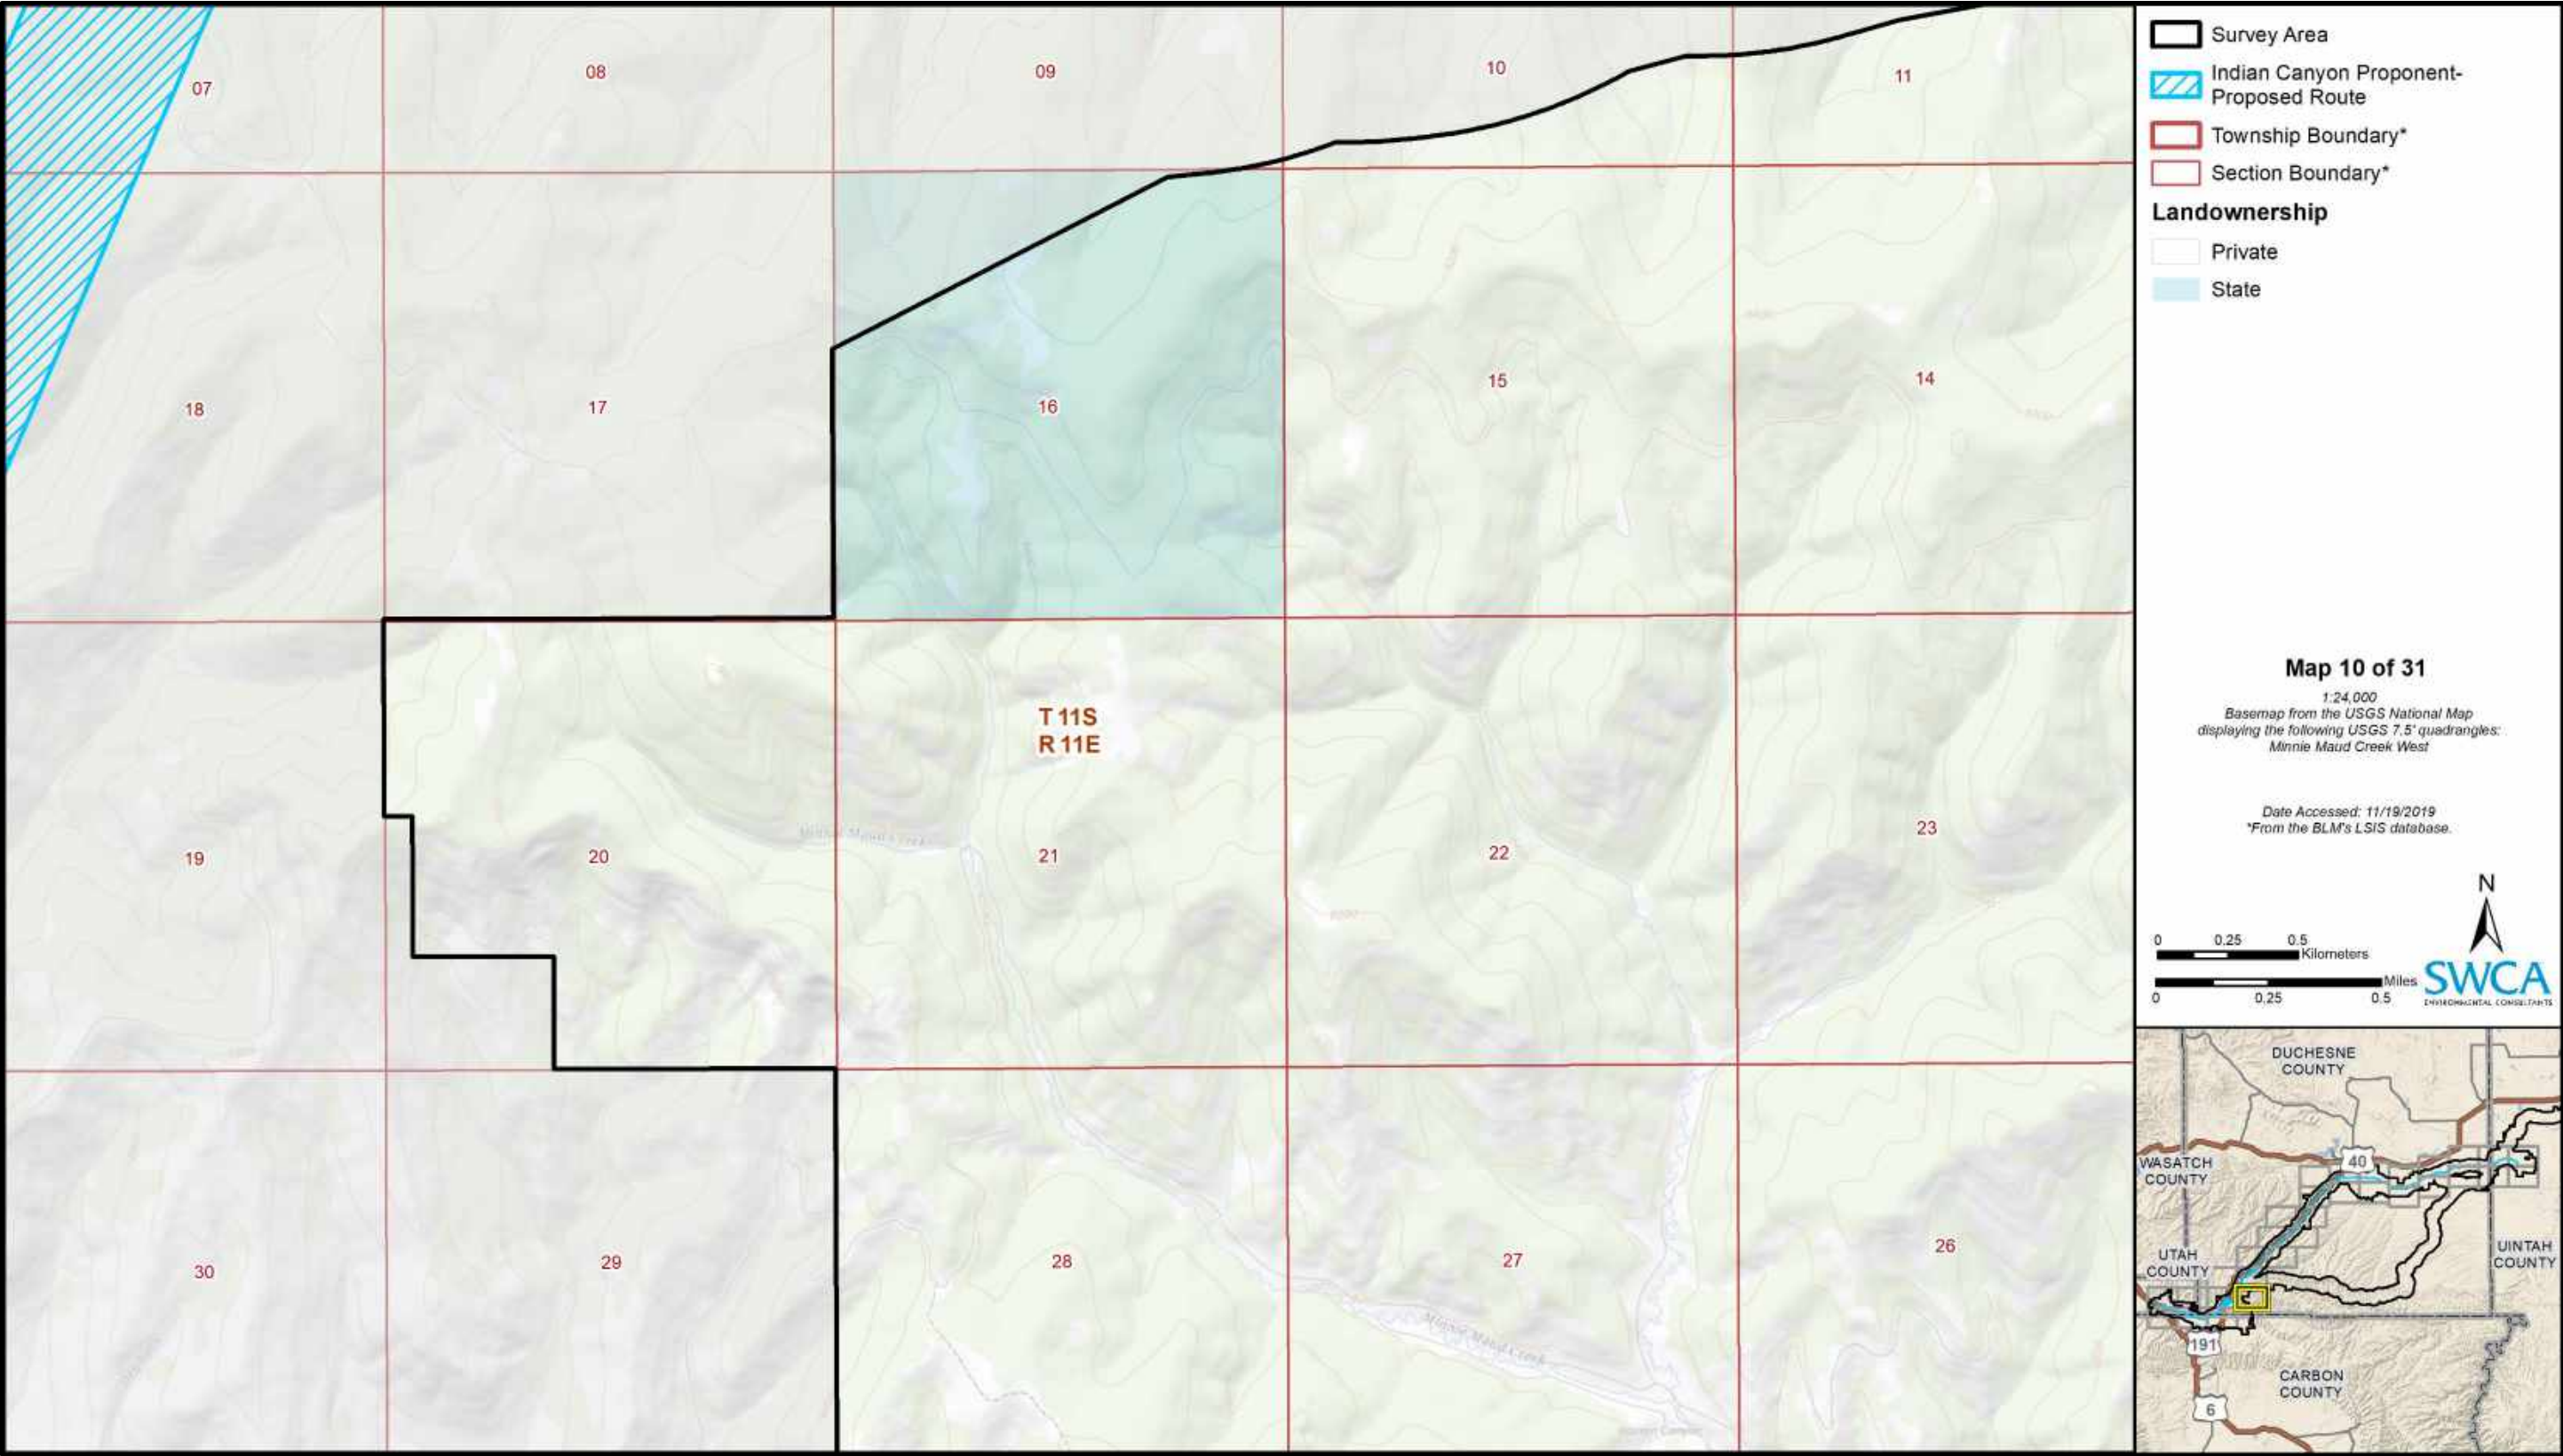 07
08
09
10
11
18
17
16
15
14
T 11S
R 11E
Minnie Maud Creek
19
20
21
22
23
8200
30
29
28
27
26
Minnie Maud Creek
Survey Area
Indian Canyon Proponent-
Proposed Route
Township Boundary*
Section Boundary*
Landownership
Private
State
Map 10 of 31
1:24,000
Basemap from the USGS National Map
displaying the following USGS 7.5' quadrangles:
Minnie Maud Creek West
Date Accessed: 11/19/2019
*From the BLM's LSIS database.
N
0 0.25 0.5
Kilometers
Miles
0 0.25 0.5
SWCA
ENVIRONMENTAL CONSULTANTS
DUCHESNE
COUNTY
WASATCH
COUNTY
40
UTAH
COUNTY
UINTAH
COUNTY
191
CARBON
COUNTY
6